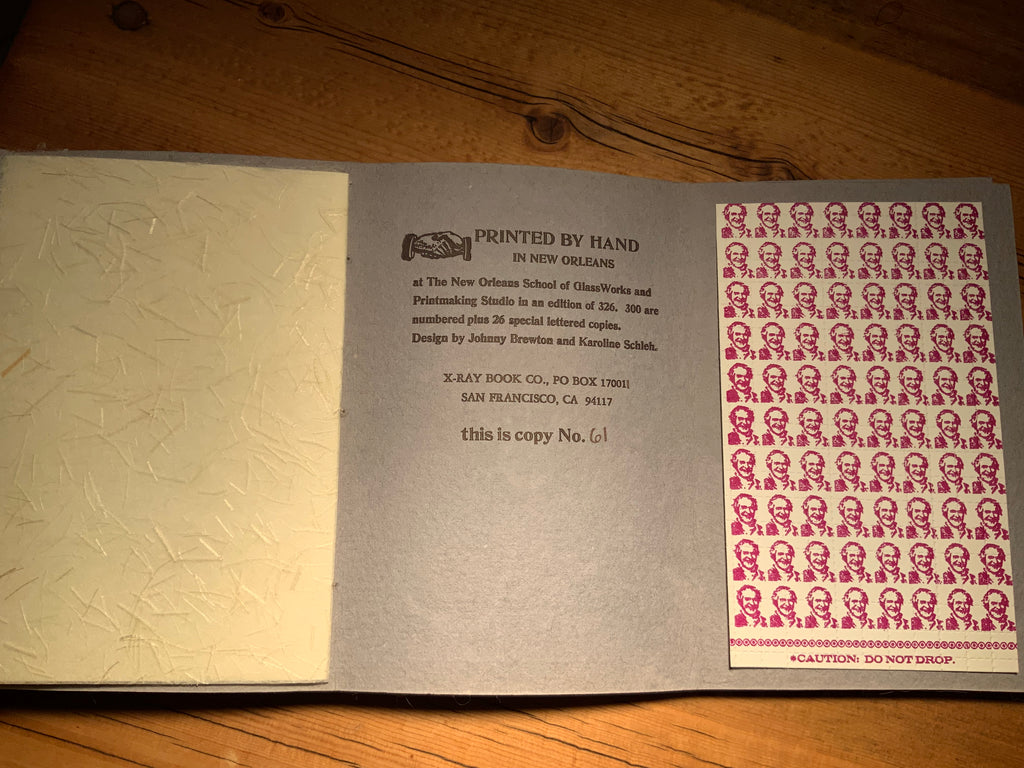 PRINTED BY HAND
IN NEW ORLEANS
at The New Orleans School of GlassWorks and
Printmaking Studio in an edition of 326. 300 are
numbered plus 26 special lettered copies.
Design by Johnny Brewton and Karoline Schleh.
X-RAY BOOK CO., PO BOX 170011
SAN FRANCISCO, CA 94117
this is copy No. 61
*CAUTION: DO NOT DROP.